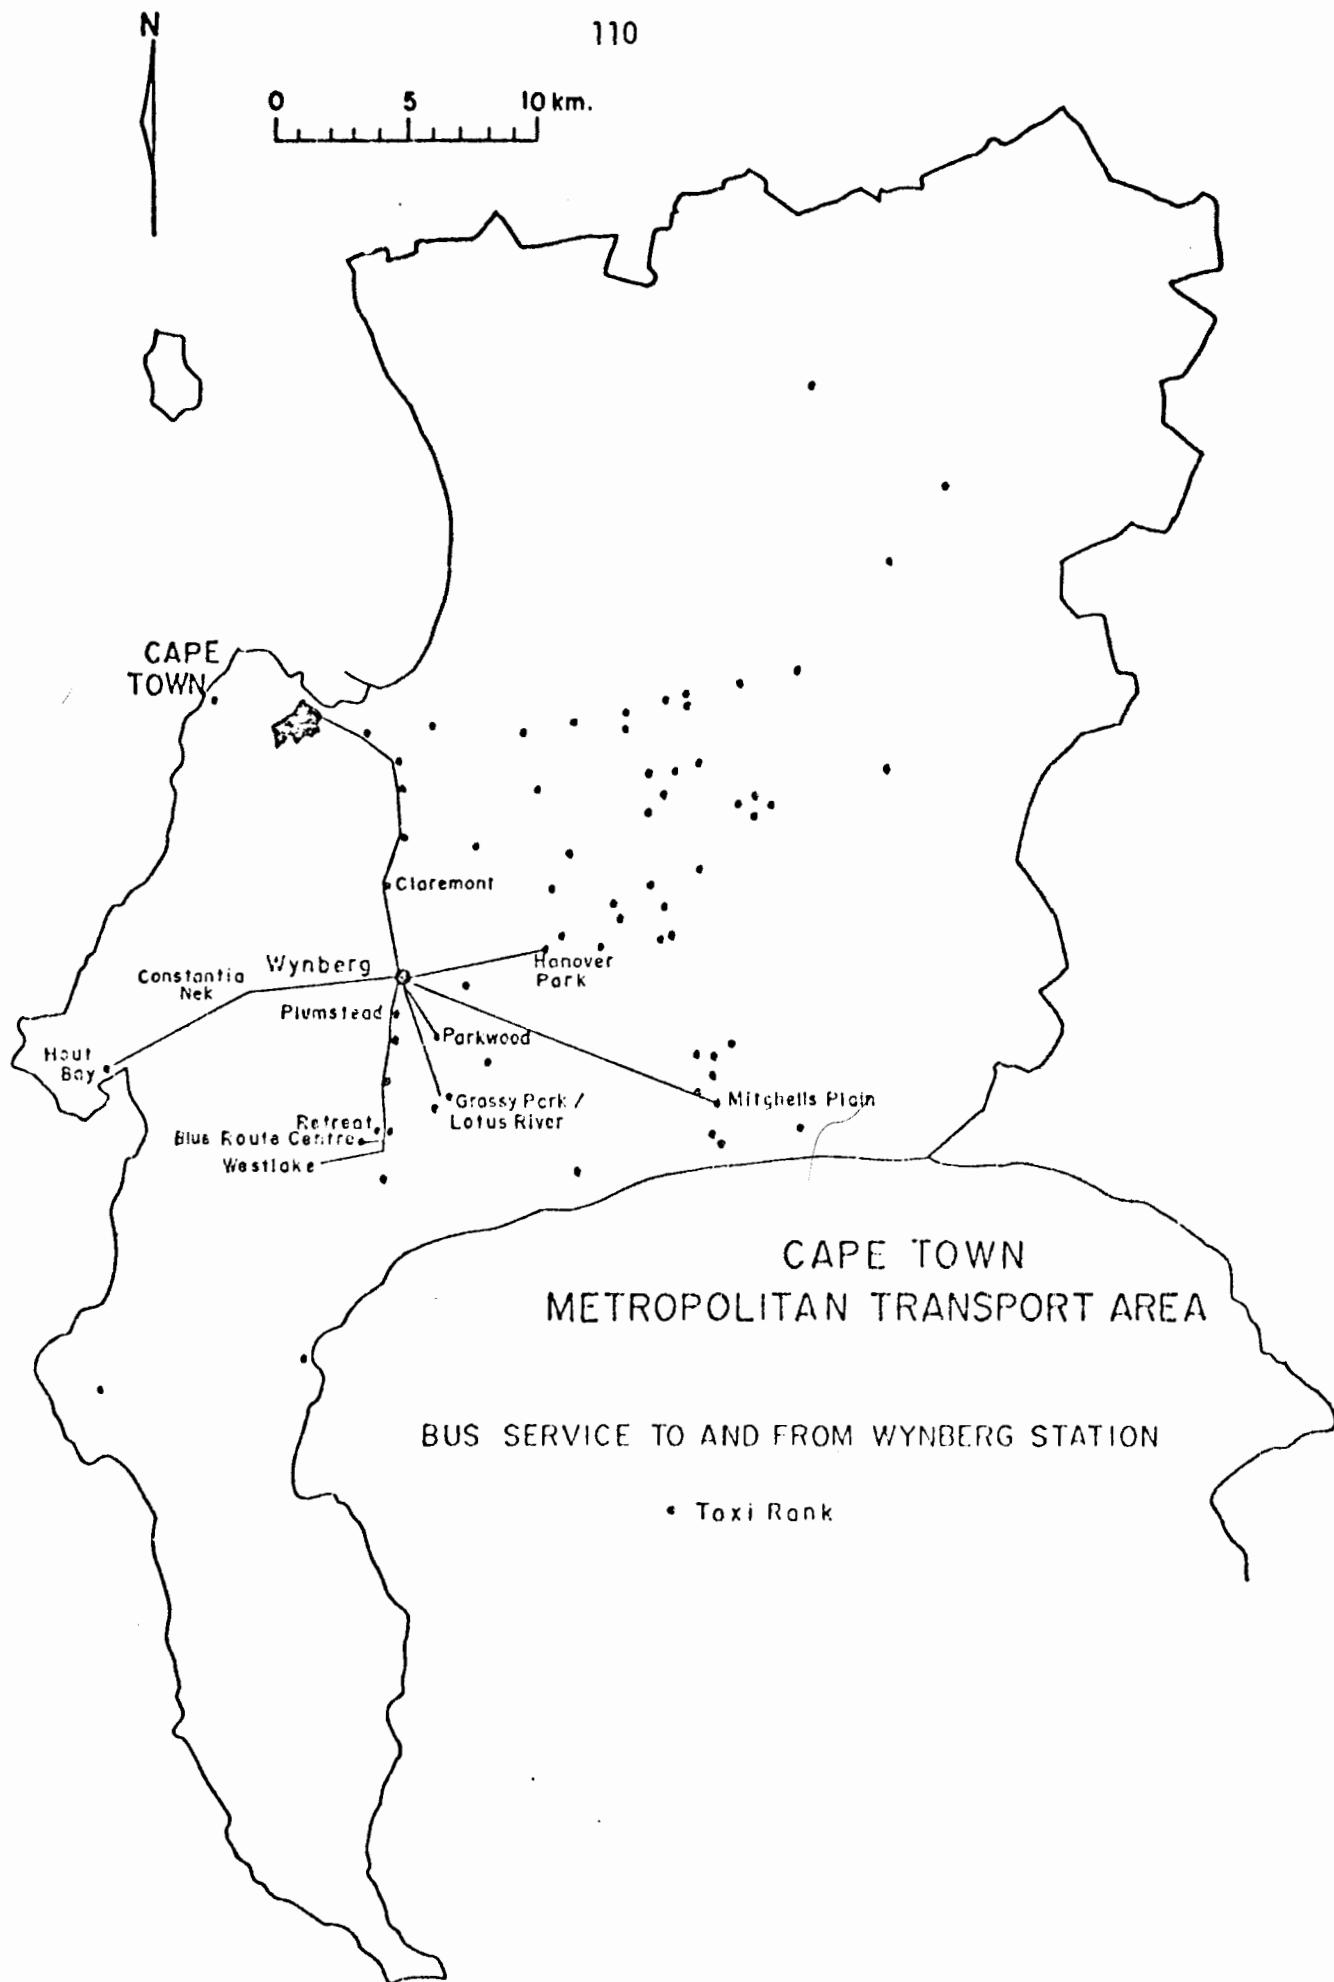 110
N
0 5 10 km.
CAPE
TOWN
Claremont
Wynberg
Constantia
Nek
Hanover
Park
Plumstead
Parkwood
Hout
Bay
Grassy Park /
Lotus River
Mitchells Plain
Retreat
Blue Route Centre
Westlake
CAPE TOWN
METROPOLITAN TRANSPORT AREA
BUS SERVICE TO AND FROM WYNBERG STATION
Taxi Rank